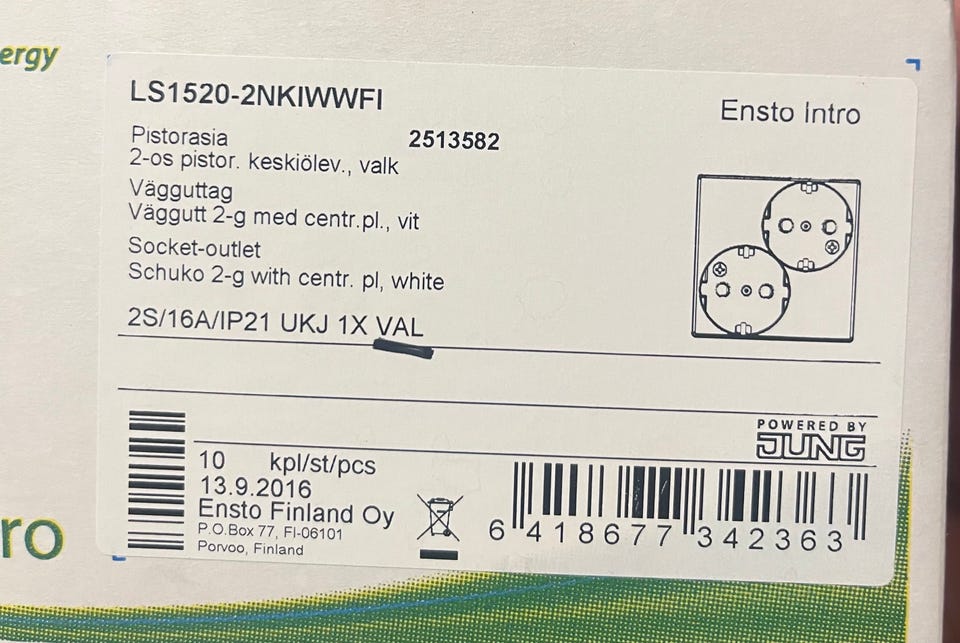 ergy
LS1520-2NKIWWFI
Ensto Intro
Pistorasia 2513582
2-os pistor. keskiölev., valk
Vägguttag
Väggutt 2-g med centr.pl., vit
Socket-outlet
Schuko 2-g with centr. pl, white
2S/16A/IP21 UKJ 1X VAL
POWERED BY
JUNG
10 kpl/st/pcs
13.9.2016
Ensto Finland Oy
P.O.Box 77, FI-06101
Porvoo, Finland
6 418677 342363
ro